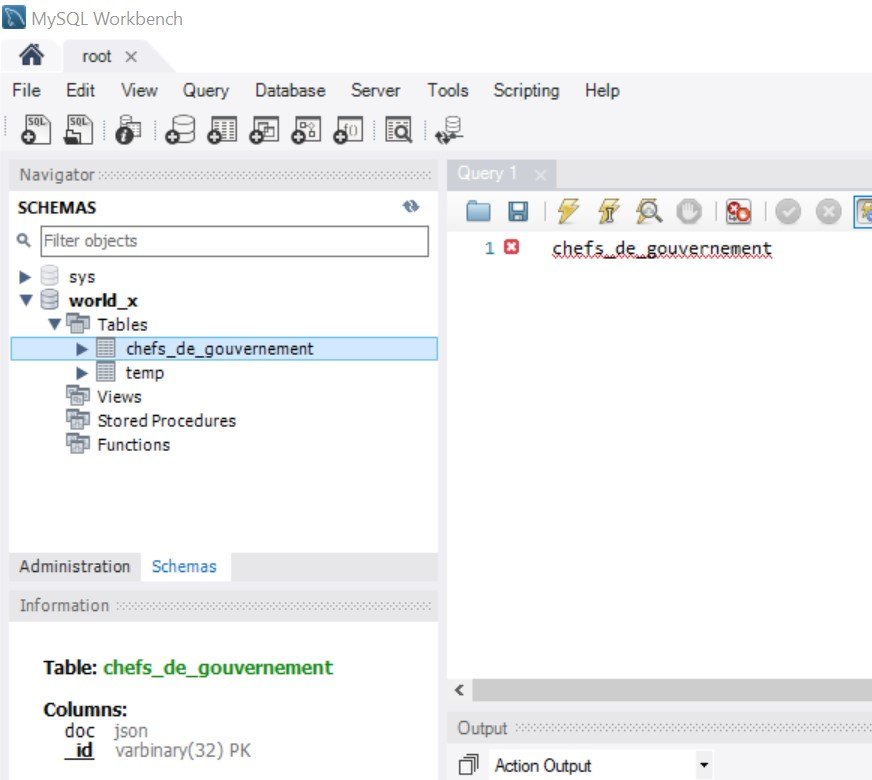 MySQL Workbench
root
File Edit View Query Database Server Tools Scripting Help
SQL SQL
Navigator
SCHEMAS
Filter objects
sys
world_x
Tables
chefs_de_gouvernement
temp
Views
Stored Procedures
Functions
Administration Schemas
Information
Table: chefs_de_gouvernement
Columns:
doc json
_id varbinary(32) PK
Query 1
1 chefs_de_gouvernement
Output
Action Output